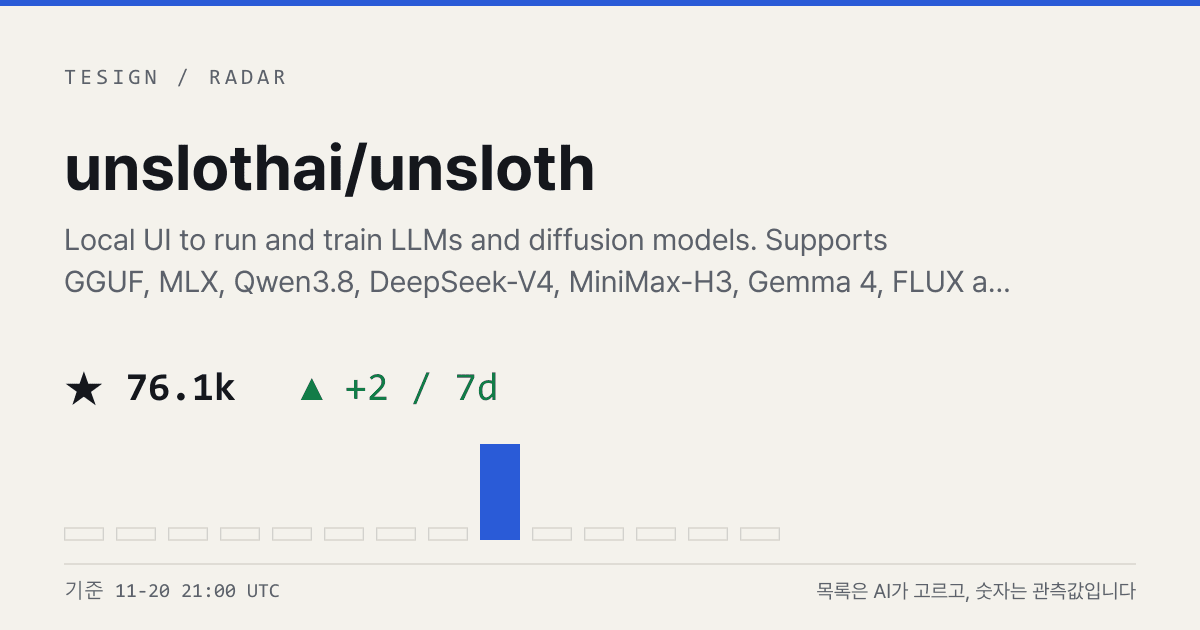 TESIGN / RADAR
unslothai/unsloth
Local UI to run and train LLMs and diffusion models. Supports
GGUF, MLX, Qwen3.8, DeepSeek-V4, MiniMax-H3, Gemma 4, FLUX a...
★ 76.1k ▲ +2 / 7d
기준 11-20 21:00 UTC
목록은 AI가 고르고, 숫자는 관측값입니다